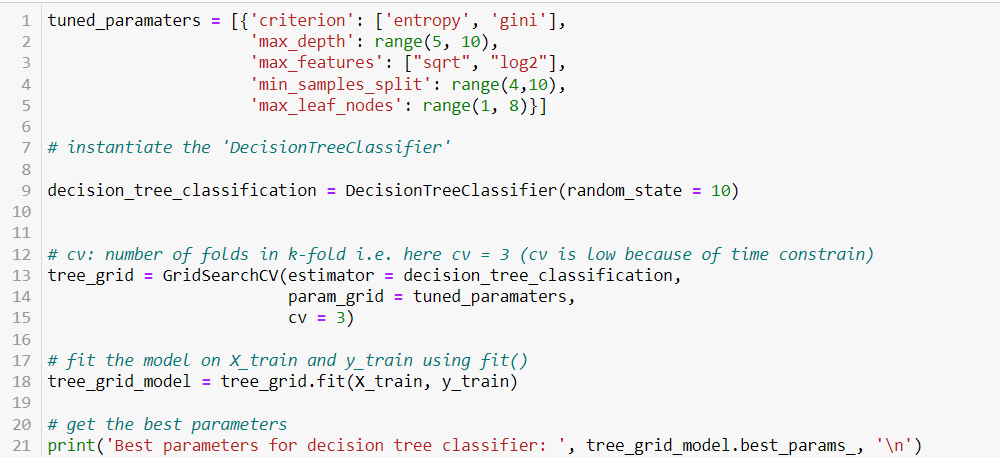 1 tuned_paramaters = [{'criterion': ['entropy', 'gini'],
2 'max_depth': range(5, 10),
3 'max_features': ["sqrt", "log2"],
4 'min_samples_split': range(4,10),
5 'max_leaf_nodes': range(1, 8)}]
6
7 # instantiate the 'DecisionTreeClassifier'
8
9 decision_tree_classification = DecisionTreeClassifier(random_state = 10)
10
11
12 # cv: number of folds in k-fold i.e. here cv = 3 (cv is low because of time constrain)
13 tree_grid = GridSearchCV(estimator = decision_tree_classification,
14 param_grid = tuned_paramaters,
15 cv = 3)
16
17 # fit the model on X_train and y_train using fit()
18 tree_grid_model = tree_grid.fit(X_train, y_train)
19
20 # get the best parameters
21 print('Best parameters for decision tree classifier: ', tree_grid_model.best_params_, '\n')